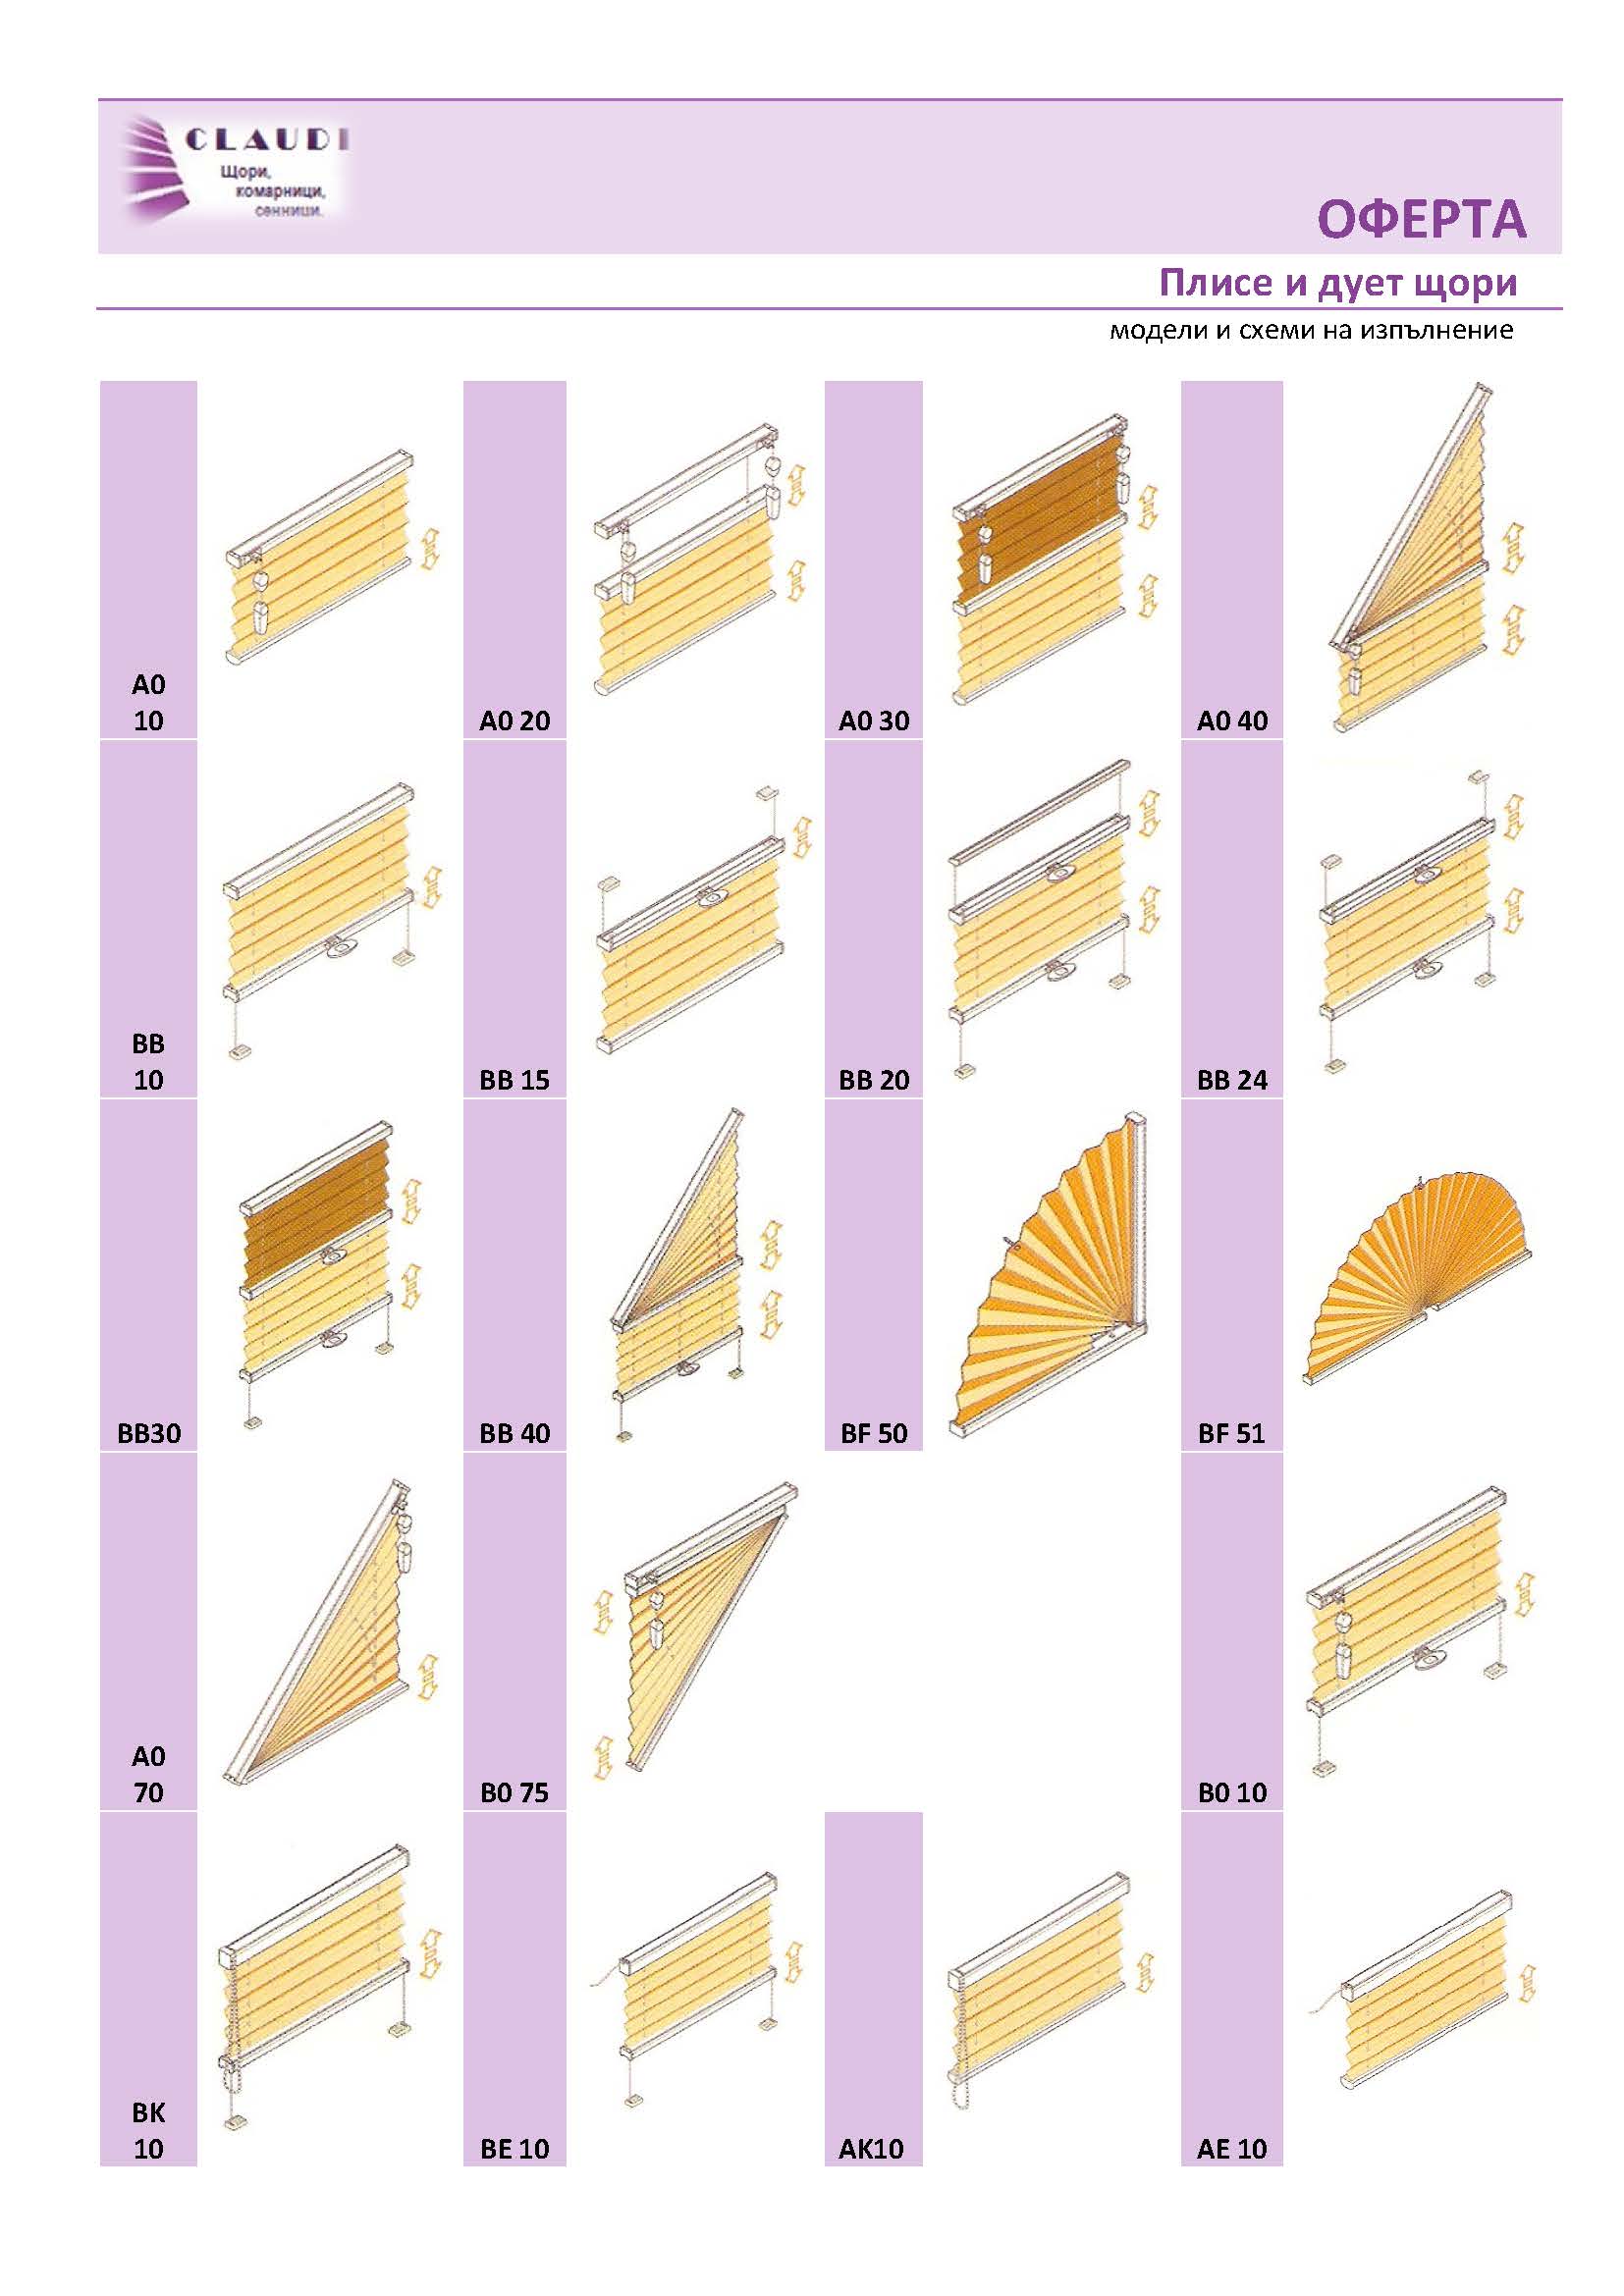 CLAUDI
Щори,
комарници,
сенници.
ОФЕРТА
Плисе и дует щори
модели и схеми на изпълнение
A0
10
A0 20
A0 30
A0 40
BB
10
BB 15
BB 20
BB 24
BB30
BB 40
BF 50
BF 51
A0
70
B0 75
B0 10
BK
10
BE 10
AK10
AE 10